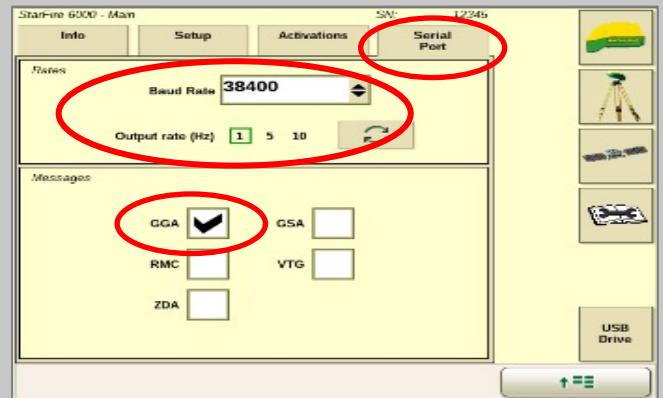 StarFire 6000 - Main SN: 12345
Info Setup Activations Serial Port
Rates
Baud Rate 38400
Output rate (Hz) 1 5 10
Messages
GGA GSA
RMC VTG
ZDA
USB
Drive